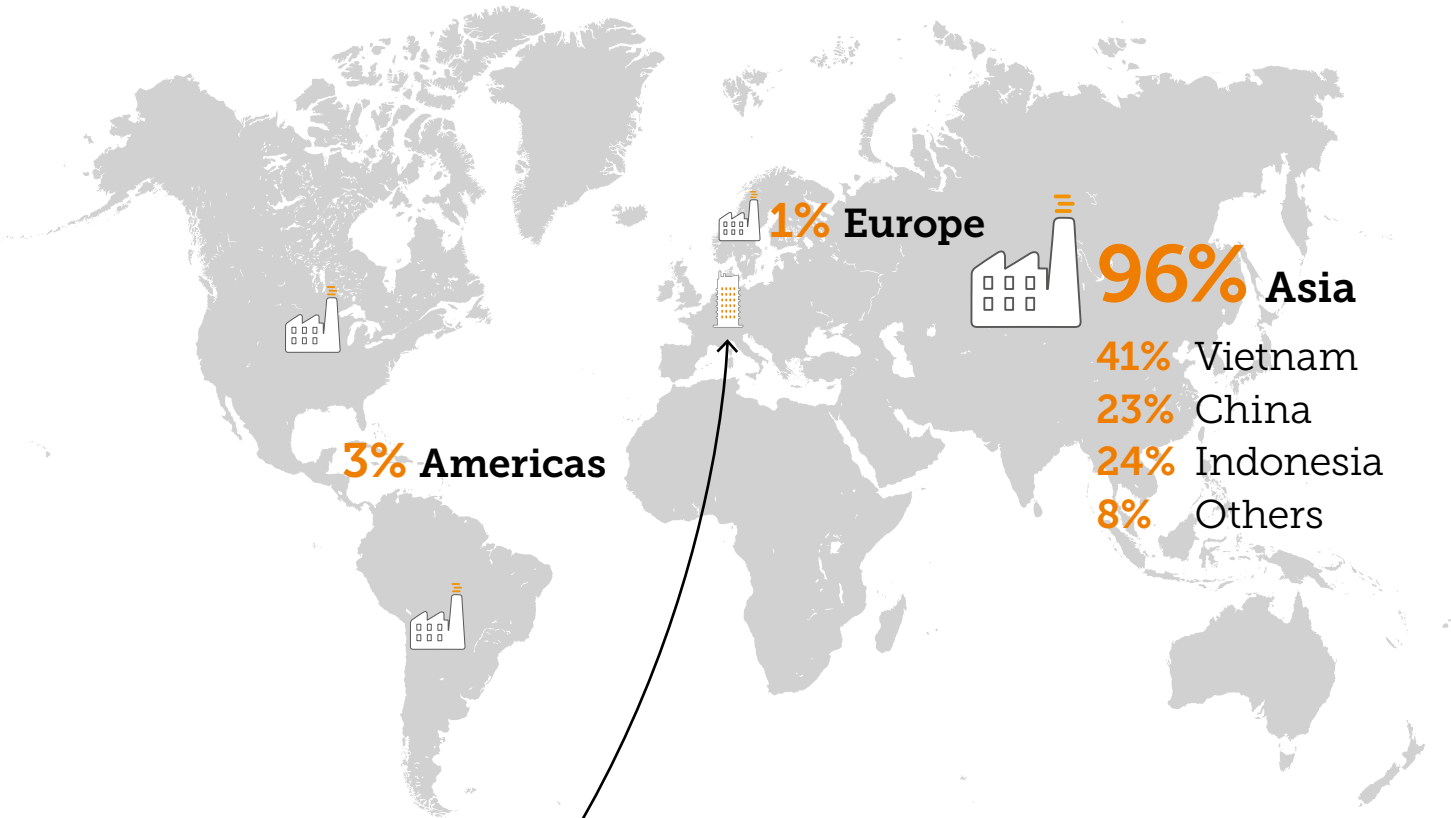 1% Europe
96% Asia
41% Vietnam
23% China
24% Indonesia
8% Others
3% Americas